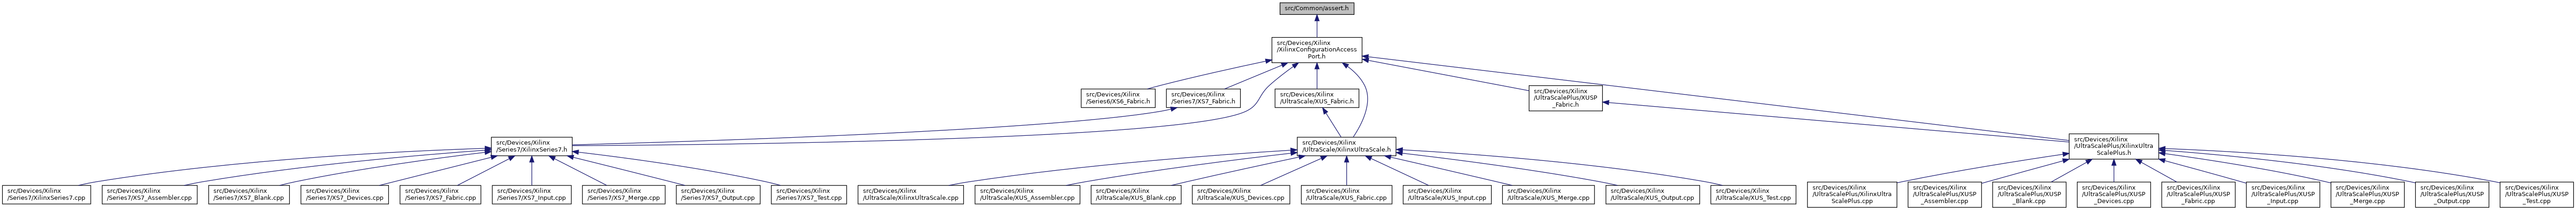 src/Common/assert.h
src/Devices/Xilinx
/XilinxConfigurationAccess
Port.h
src/Devices/Xilinx
/Series6/XS6_Fabric.h
src/Devices/Xilinx
/Series7/XS7_Fabric.h
src/Devices/Xilinx
/UltraScale/XUS_Fabric.h
src/Devices/Xilinx
/UltraScalePlus/XUSP
_Fabric.h
src/Devices/Xilinx
/Series7/XilinxSeries7.h
src/Devices/Xilinx
/UltraScale/XilinxUltraScale.h
src/Devices/Xilinx
/UltraScalePlus/XilinxUltra
ScalePlus.h
src/Devices/Xilinx
/Series7/XilinxSeries7.cpp
src/Devices/Xilinx
/Series7/XS7_Assembler.cpp
src/Devices/Xilinx
/Series7/XS7_Blank.cpp
src/Devices/Xilinx
/Series7/XS7_Devices.cpp
src/Devices/Xilinx
/Series7/XS7_Fabric.cpp
src/Devices/Xilinx
/Series7/XS7_Input.cpp
src/Devices/Xilinx
/Series7/XS7_Merge.cpp
src/Devices/Xilinx
/Series7/XS7_Output.cpp
src/Devices/Xilinx
/Series7/XS7_Test.cpp
src/Devices/Xilinx
/UltraScale/XilinxUltraScale.cpp
src/Devices/Xilinx
/UltraScale/XUS_Assembler.cpp
src/Devices/Xilinx
/UltraScale/XUS_Blank.cpp
src/Devices/Xilinx
/UltraScale/XUS_Devices.cpp
src/Devices/Xilinx
/UltraScale/XUS_Fabric.cpp
src/Devices/Xilinx
/UltraScale/XUS_Input.cpp
src/Devices/Xilinx
/UltraScale/XUS_Merge.cpp
src/Devices/Xilinx
/UltraScale/XUS_Output.cpp
src/Devices/Xilinx
/UltraScale/XUS_Test.cpp
src/Devices/Xilinx
/UltraScalePlus/XilinxUltra
ScalePlus.cpp
src/Devices/Xilinx
/UltraScalePlus/XUSP
_Assembler.cpp
src/Devices/Xilinx
/UltraScalePlus/XUSP
_Blank.cpp
src/Devices/Xilinx
/UltraScalePlus/XUSP
_Devices.cpp
src/Devices/Xilinx
/UltraScalePlus/XUSP
_Fabric.cpp
src/Devices/Xilinx
/UltraScalePlus/XUSP
_Input.cpp
src/Devices/Xilinx
/UltraScalePlus/XUSP
_Merge.cpp
src/Devices/Xilinx
/UltraScalePlus/XUSP
_Output.cpp
src/Devices/Xilinx
/UltraScalePlus/XUSP
_Test.cpp